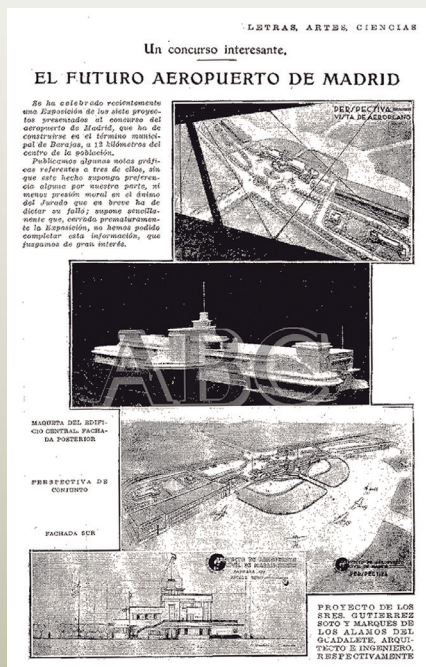 LETRAS, ARTES, CIENCIAS
Un concurso interesante.
EL FUTURO AEROPUERTO DE MADRID
Se ha celebrado recientemente
una Exposición de los siete proyec-
tos presentados al concurso del
aeropuerto de Madrid, que ha de
construirse en el término munici-
pal de Barajas, a 12 kilómetros del
centro de la población.
Publicamos algunas notas gráfi-
cas referentes a tres de ellos, sin
que este hecho suponga preferen-
cia alguna por nuestra parte, ni
menos presión moral en el ánimo
del Jurado que en breve ha de
dictar su fallo; supone sencilla-
mente que, cerrada prematuramen-
te la Exposición, no hemos podido
completar esta información, que
juzgamos de gran interés.
PERSPECTIVA
VISTA DE AEROPLANO
ABC
MAQUETA DEL EDIFI-
CIO CENTRAL. FACHA-
DA POSTERIOR
PERSPECTIVA DE
CONJUNTO
FACHADA SUR
PERSPECTIVA
PROYECTO DE LOS
SRES. GUTIERREZ
SOTO Y MARQUES DE
LOS ALAMOS DEL
GUADALETE, ARQUI-
TECTO E INGENIERO,
RESPECTIVAMENTE